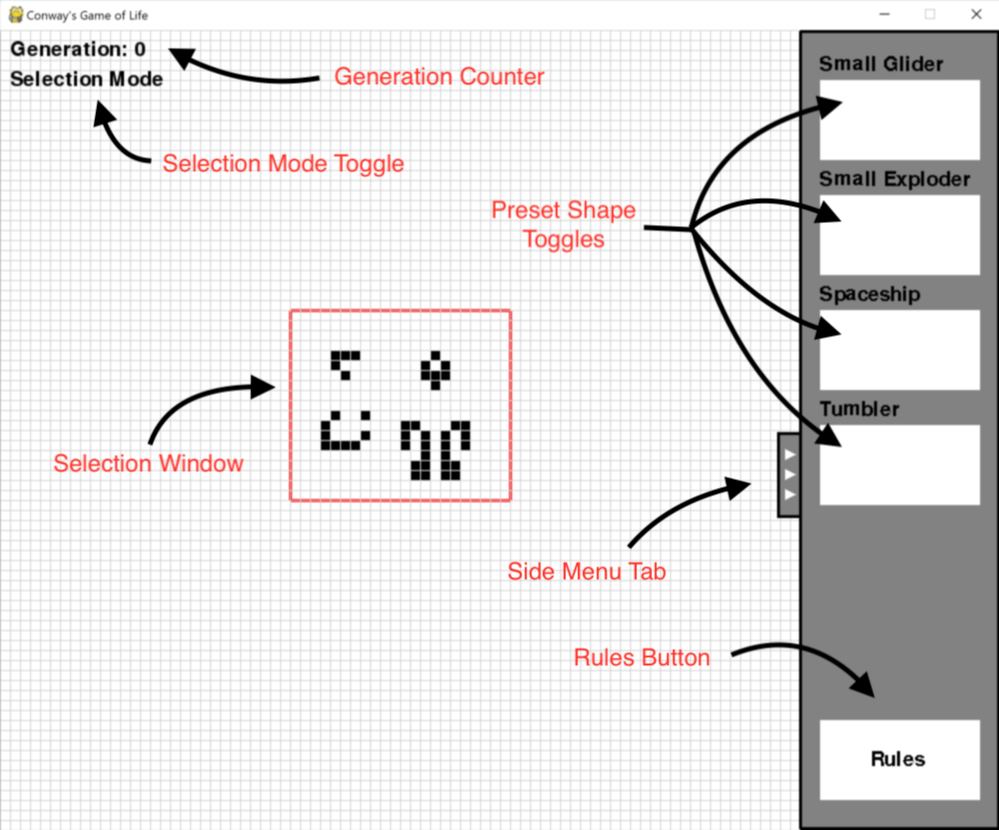 Conway's Game of Life
Generation: 0
Selection Mode
Generation Counter
Selection Mode Toggle
Preset Shape
Toggles
Selection Window
Side Menu Tab
Rules Button
Small Glider
Small Exploder
Spaceship
Tumbler
Rules